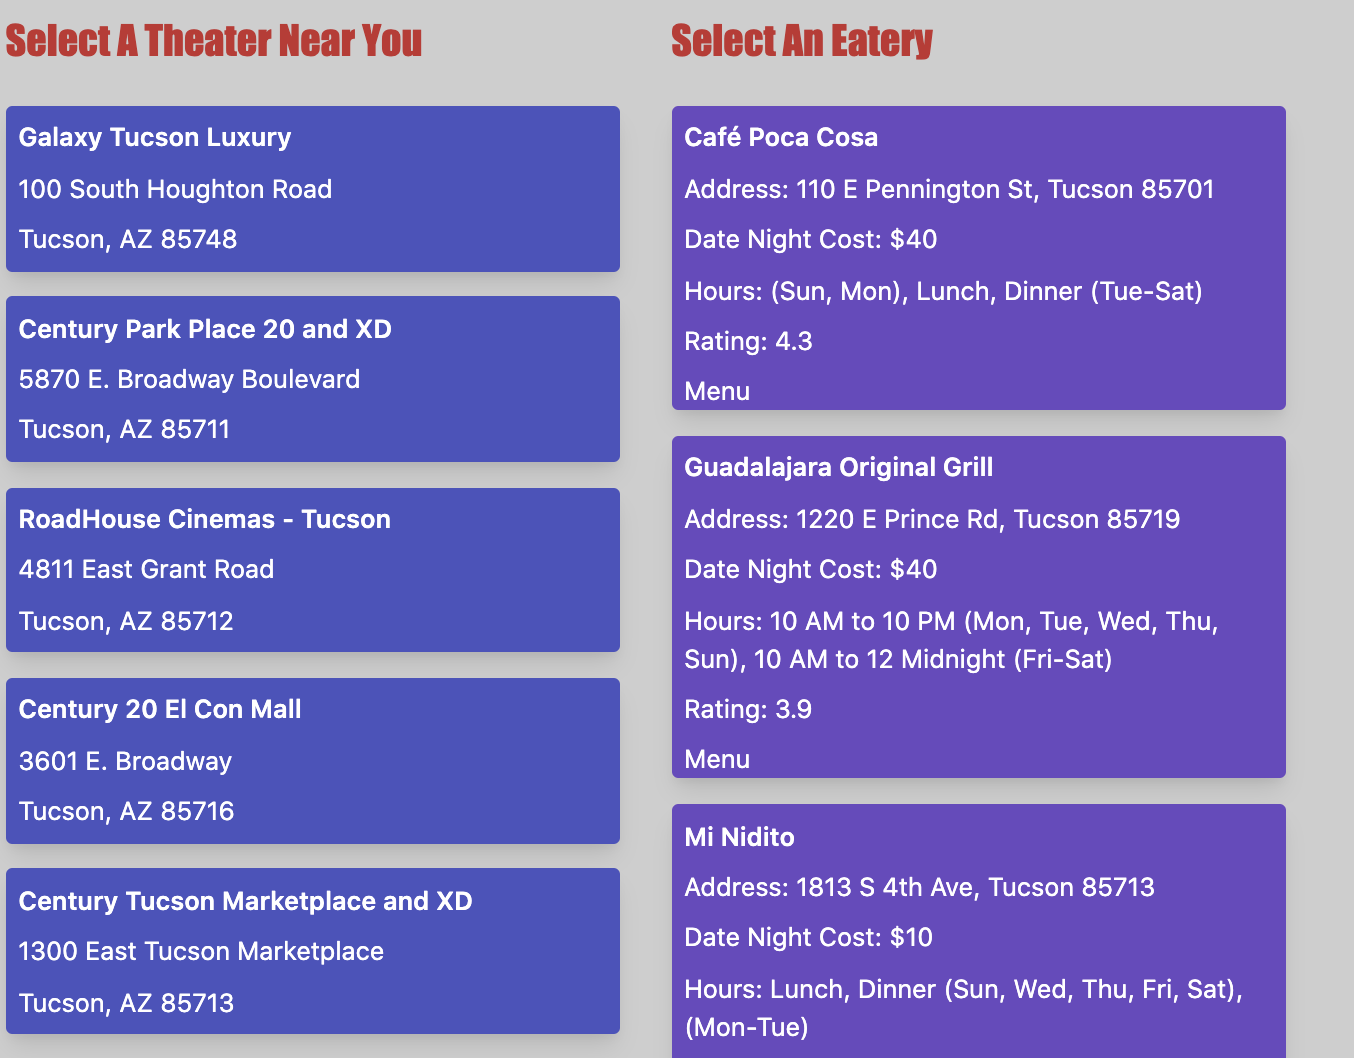 Select A Theater Near You
Galaxy Tucson Luxury
100 South Houghton Road
Tucson, AZ 85748
Century Park Place 20 and XD
5870 E. Broadway Boulevard
Tucson, AZ 85711
RoadHouse Cinemas - Tucson
4811 East Grant Road
Tucson, AZ 85712
Century 20 El Con Mall
3601 E. Broadway
Tucson, AZ 85716
Century Tucson Marketplace and XD
1300 East Tucson Marketplace
Tucson, AZ 85713
Select An Eatery
Café Poca Cosa
Address: 110 E Pennington St, Tucson 85701
Date Night Cost: $40
Hours: (Sun, Mon), Lunch, Dinner (Tue-Sat)
Rating: 4.3
Menu
Guadalajara Original Grill
Address: 1220 E Prince Rd, Tucson 85719
Date Night Cost: $40
Hours: 10 AM to 10 PM (Mon, Tue, Wed, Thu,
Sun), 10 AM to 12 Midnight (Fri-Sat)
Rating: 3.9
Menu
Mi Nidito
Address: 1813 S 4th Ave, Tucson 85713
Date Night Cost: $10
Hours: Lunch, Dinner (Sun, Wed, Thu, Fri, Sat),
(Mon-Tue)